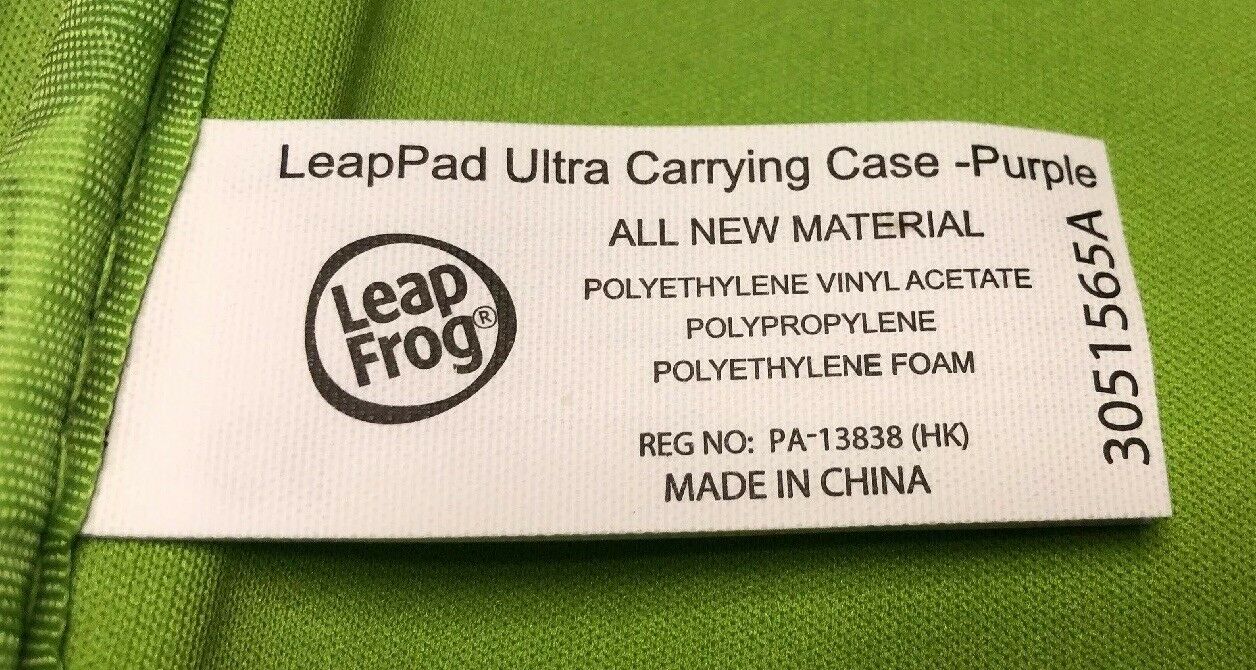 LeapPad Ultra Carrying Case -Purple
ALL NEW MATERIAL
Leap
Frog®
POLYETHYLENE VINYL ACETATE
POLYPROPYLENE
POLYETHYLENE FOAM
REG NO: PA-13838 (HK)
MADE IN CHINA
3051565A